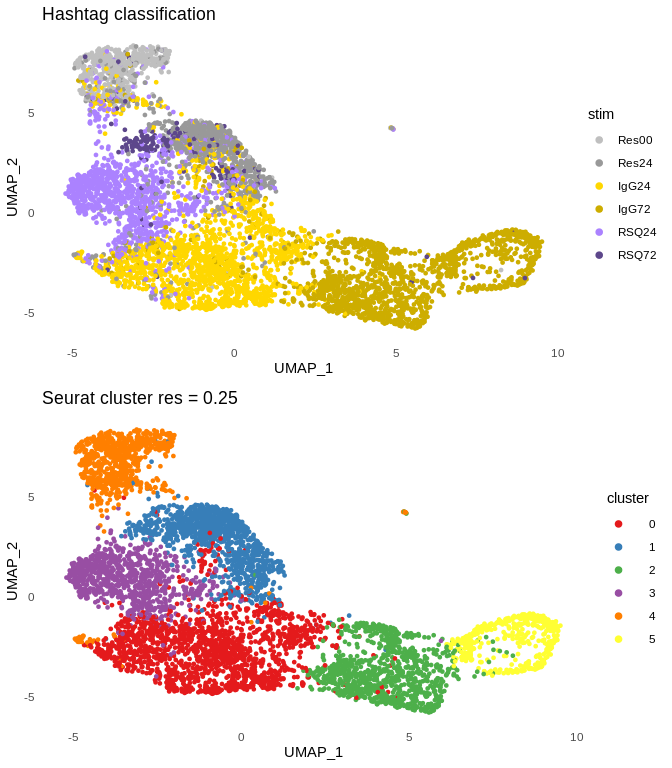 Hashtag classification
UMAP_2
5
0
-5
-5
0
5
10
UMAP_1
stim
Res00
Res24
IgG24
IgG72
RSQ24
RSQ72
Seurat cluster res = 0.25
UMAP_2
5
0
-5
-5
0
5
10
UMAP_1
cluster
0
1
2
3
4
5